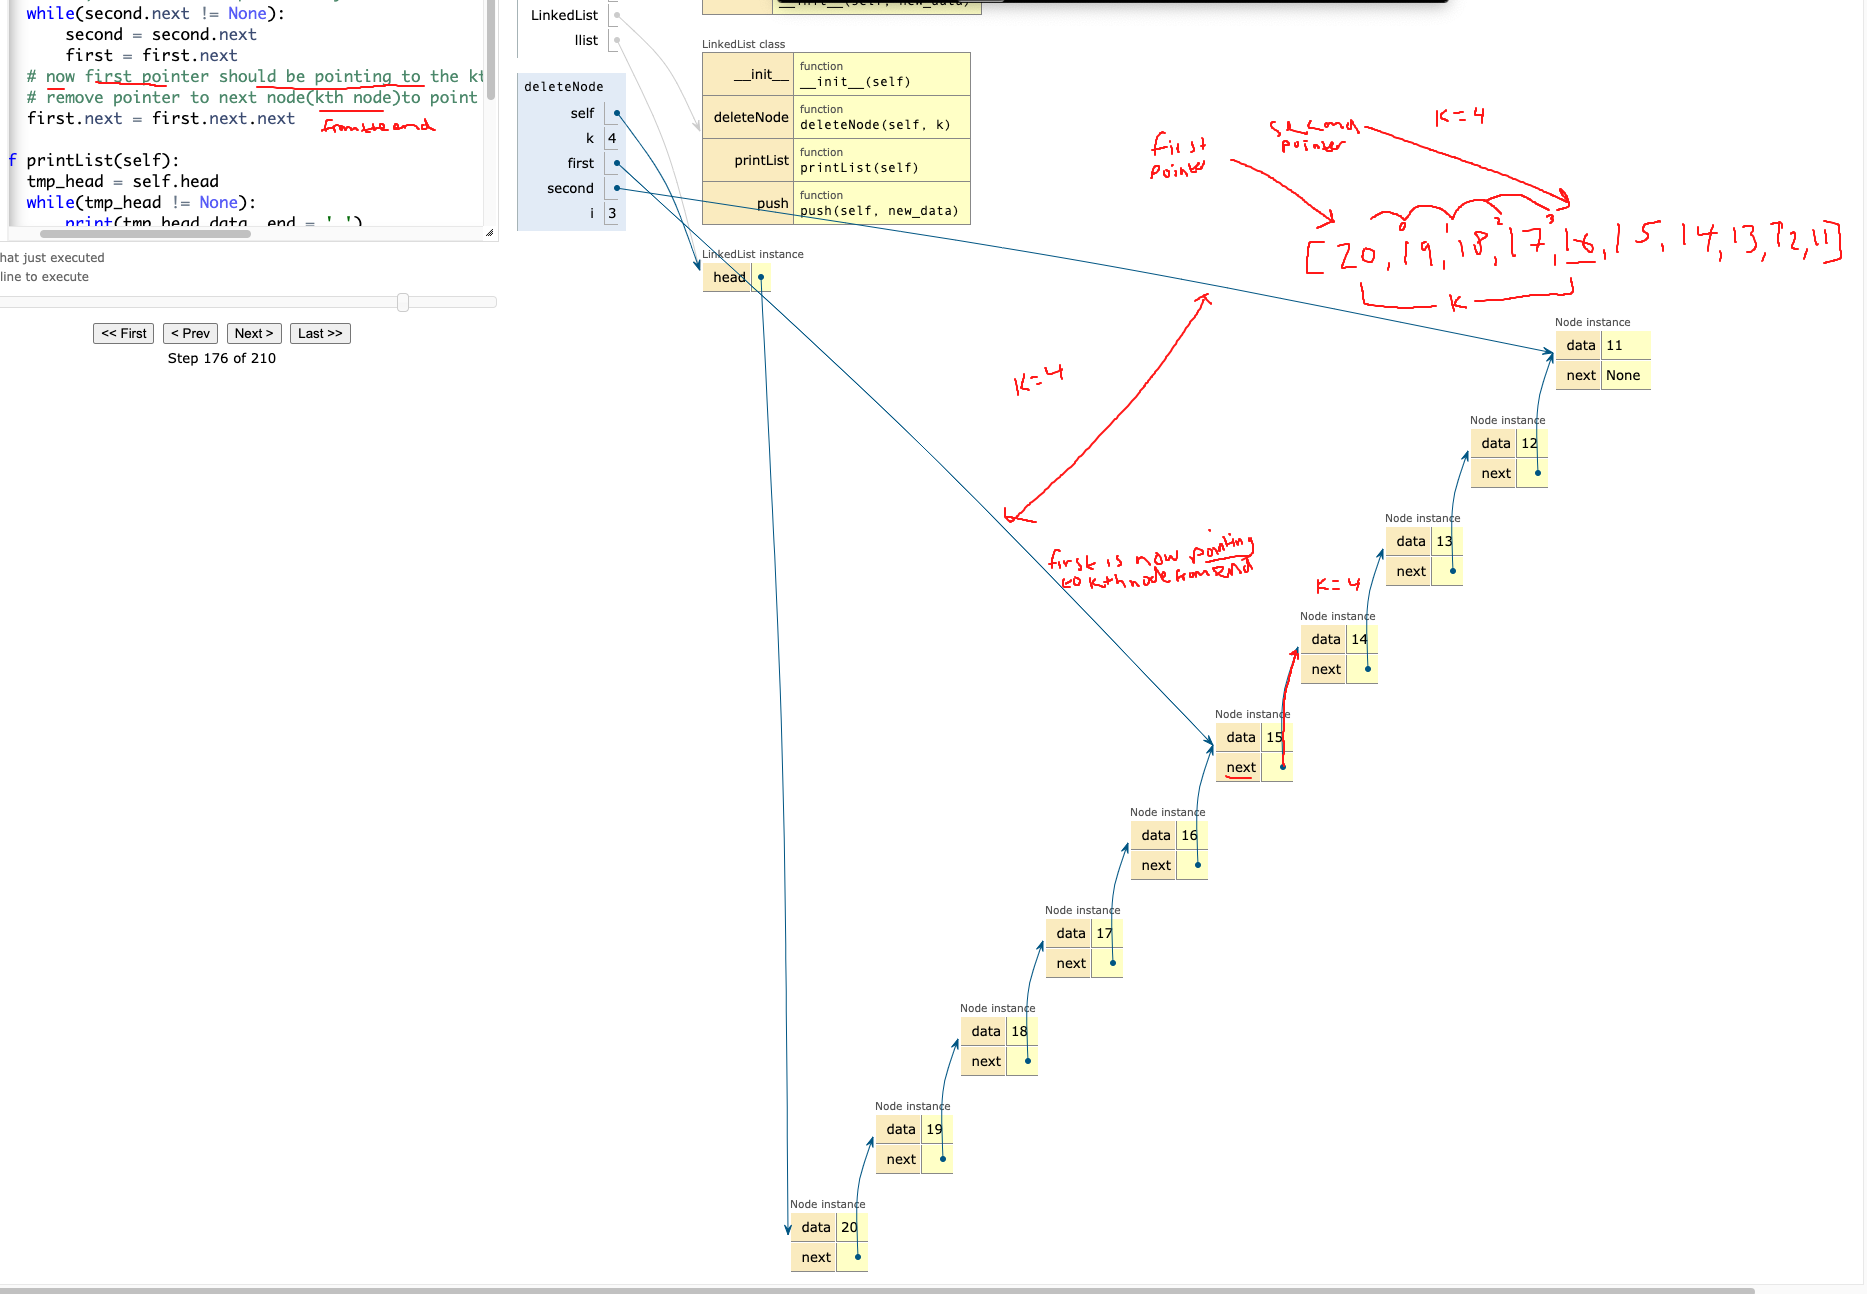 while(second.next != None):
second = second.next
first = first.next
# now first pointer should be pointing to the kt
# remove pointer to next node(kth node)to point
first.next = first.next.next
from the end
f printList(self):
tmp_head = self.head
while(tmp_head != None):
print(tmp_head.data, end = ' ')
hat just executed
line to execute
<< First
< Prev
Next >
Last >>
Step 176 of 210
LinkedList
llist
deleteNode
self
k 4
first
second
i 3
__init__(self, new_data)
LinkedList class
__init__
function
__init__(self)
deleteNode
function
deleteNode(self, k)
printList
function
printList(self)
push
function
push(self, new_data)
LinkedList instance
head
K=4
first
pointer
second
pointer
0 1 2 3
[20,19,18,17,16,15,14,13,12,11]
K
K=4
first is now pointing
to kth node from end
K=4
Node instance
data 11
next None
Node instance
data 12
next
Node instance
data 13
next
Node instance
data 14
next
Node instance
data 15
next
Node instance
data 16
next
Node instance
data 17
next
Node instance
data 18
next
Node instance
data 19
next
Node instance
data 20
next